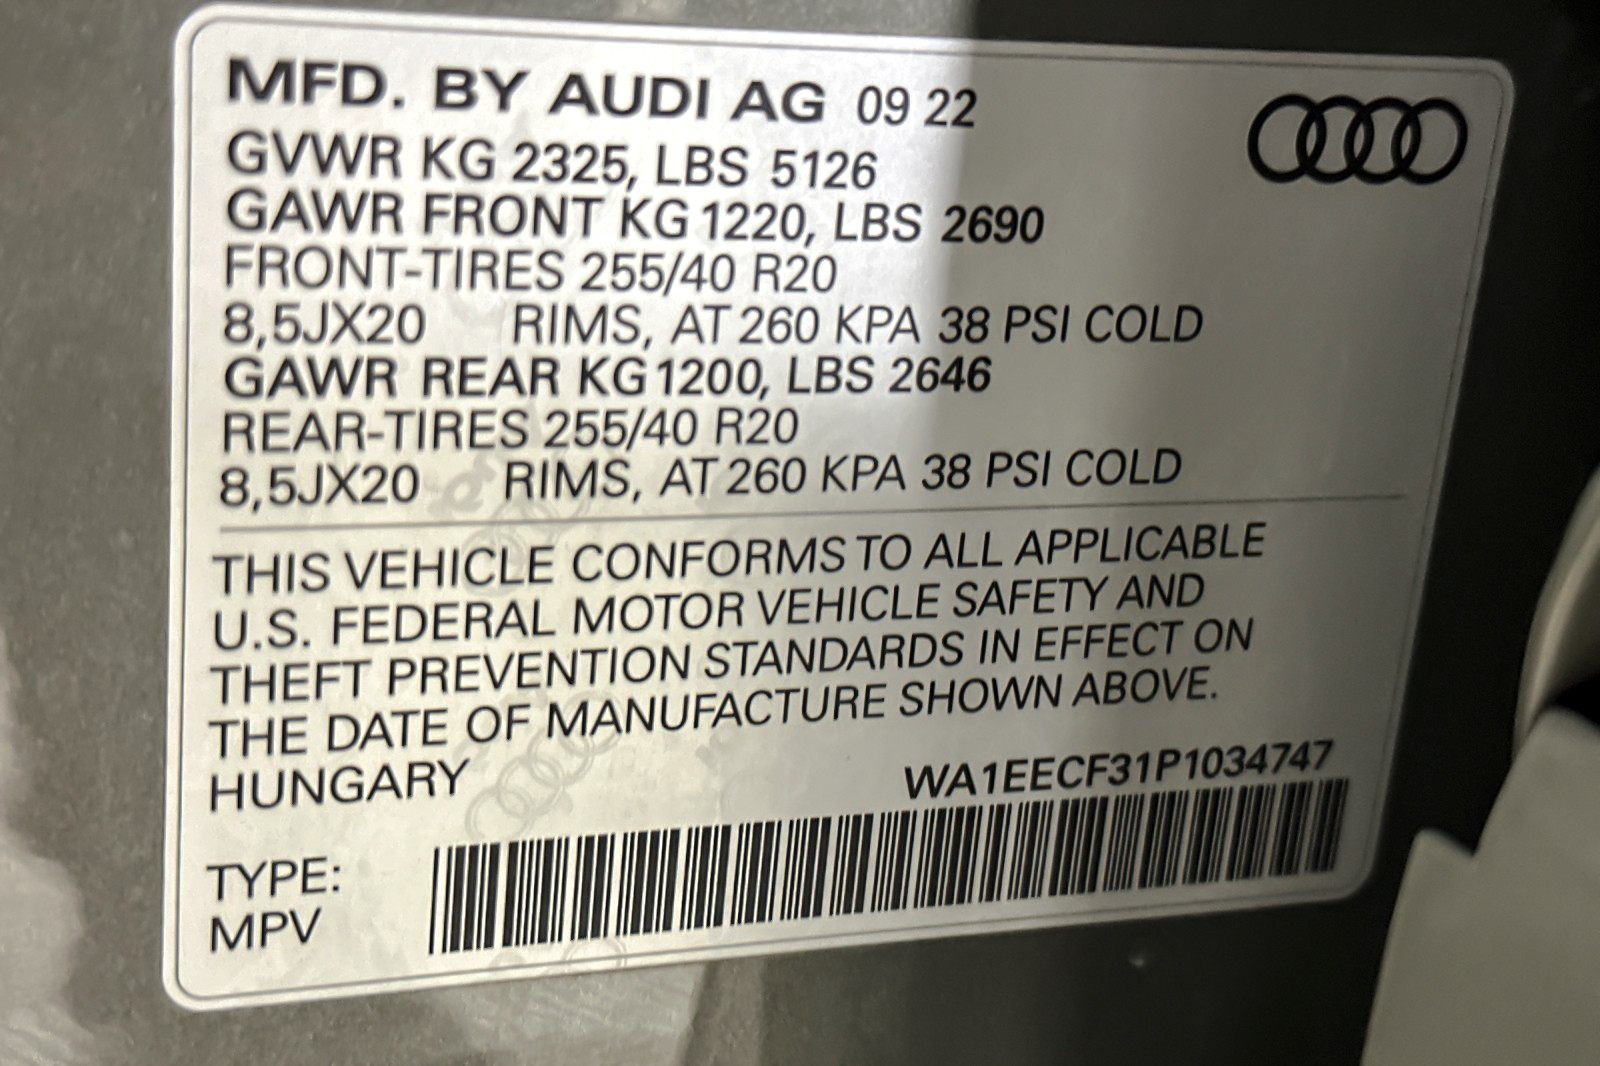 MFD. BY AUDI AG 09 22
GVWR KG 2325, LBS 5126
GAWR FRONT KG 1220, LBS 2690
FRONT-TIRES 255/40 R20
8,5JX20 RIMS, AT 260 KPA 38 PSI COLD
GAWR REAR KG 1200, LBS 2646
REAR-TIRES 255/40 R20
8,5JX20 RIMS, AT 260 KPA 38 PSI COLD
THIS VEHICLE CONFORMS TO ALL APPLICABLE
U.S. FEDERAL MOTOR VEHICLE SAFETY AND
THEFT PREVENTION STANDARDS IN EFFECT ON
THE DATE OF MANUFACTURE SHOWN ABOVE.
HUNGARY WA1EECF31P1034747
TYPE:
MPV